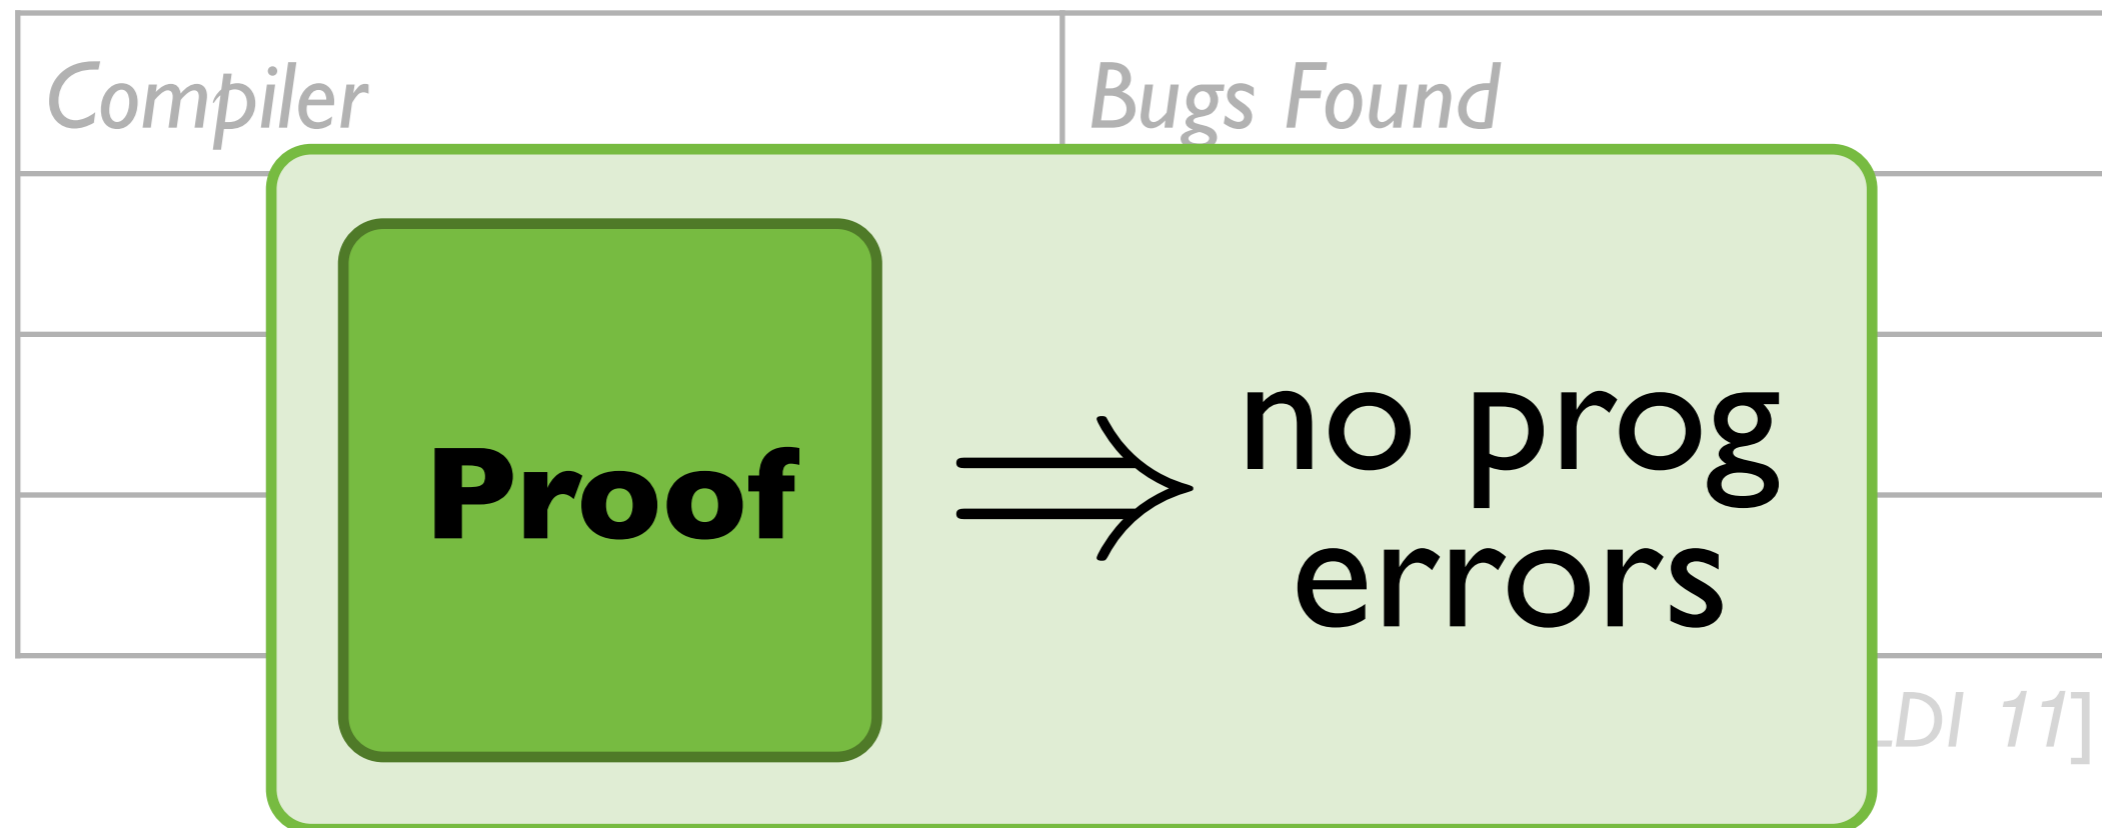 Compiler
Bugs Found
Proof
⇒
no prog
errors
LDI 11]